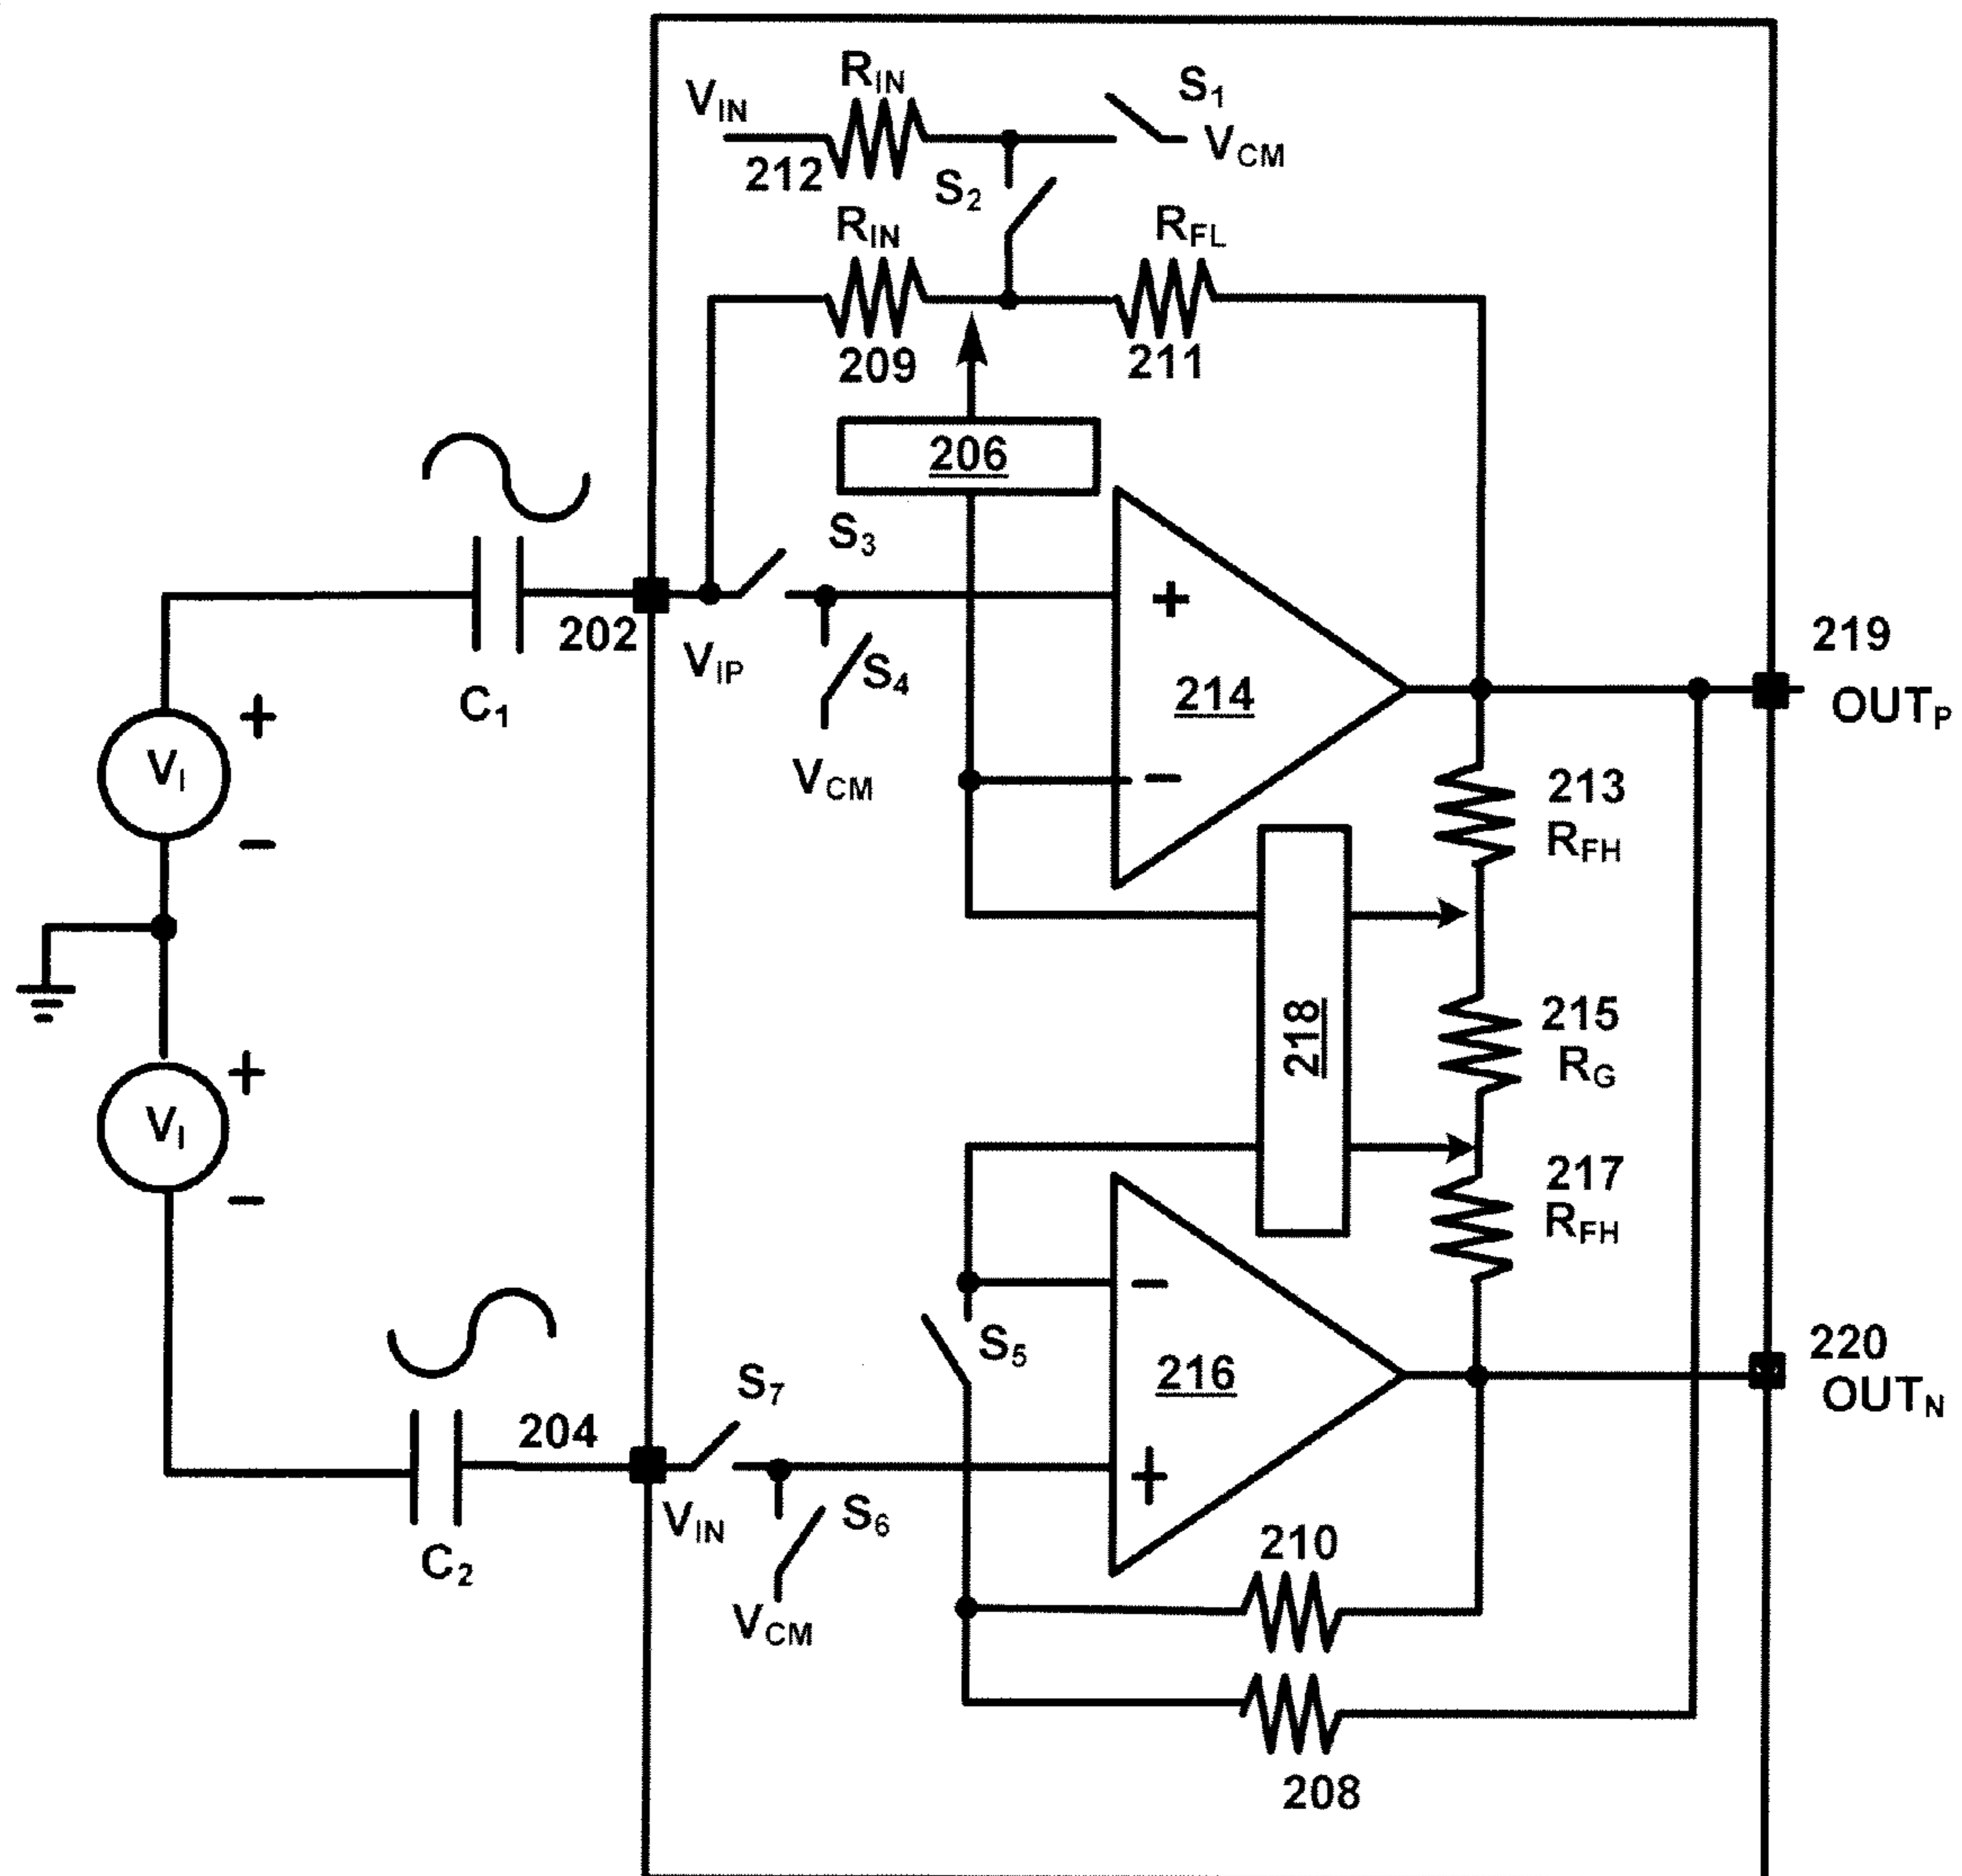 R_IN
V_IN
S_1
V_CM
212
S_2
R_IN
R_FL
209
211
206
S_3
202
V_IP
S_4
+
214
219
OUT_P
C_1
V_CM
−
V_I
+
−
213
R_FH
218
215
R_G
V_I
+
−
217
R_FH
−
S_5
216
220
OUT_N
S_7
204
V_IN
S_6
+
C_2
210
V_CM
208